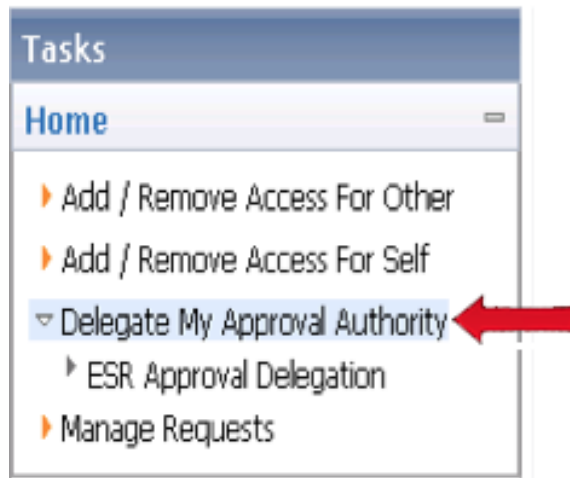 Tasks
Home
Add / Remove Access For Other
Add / Remove Access For Self
Delegate My Approval Authority
ESR Approval Delegation
Manage Requests